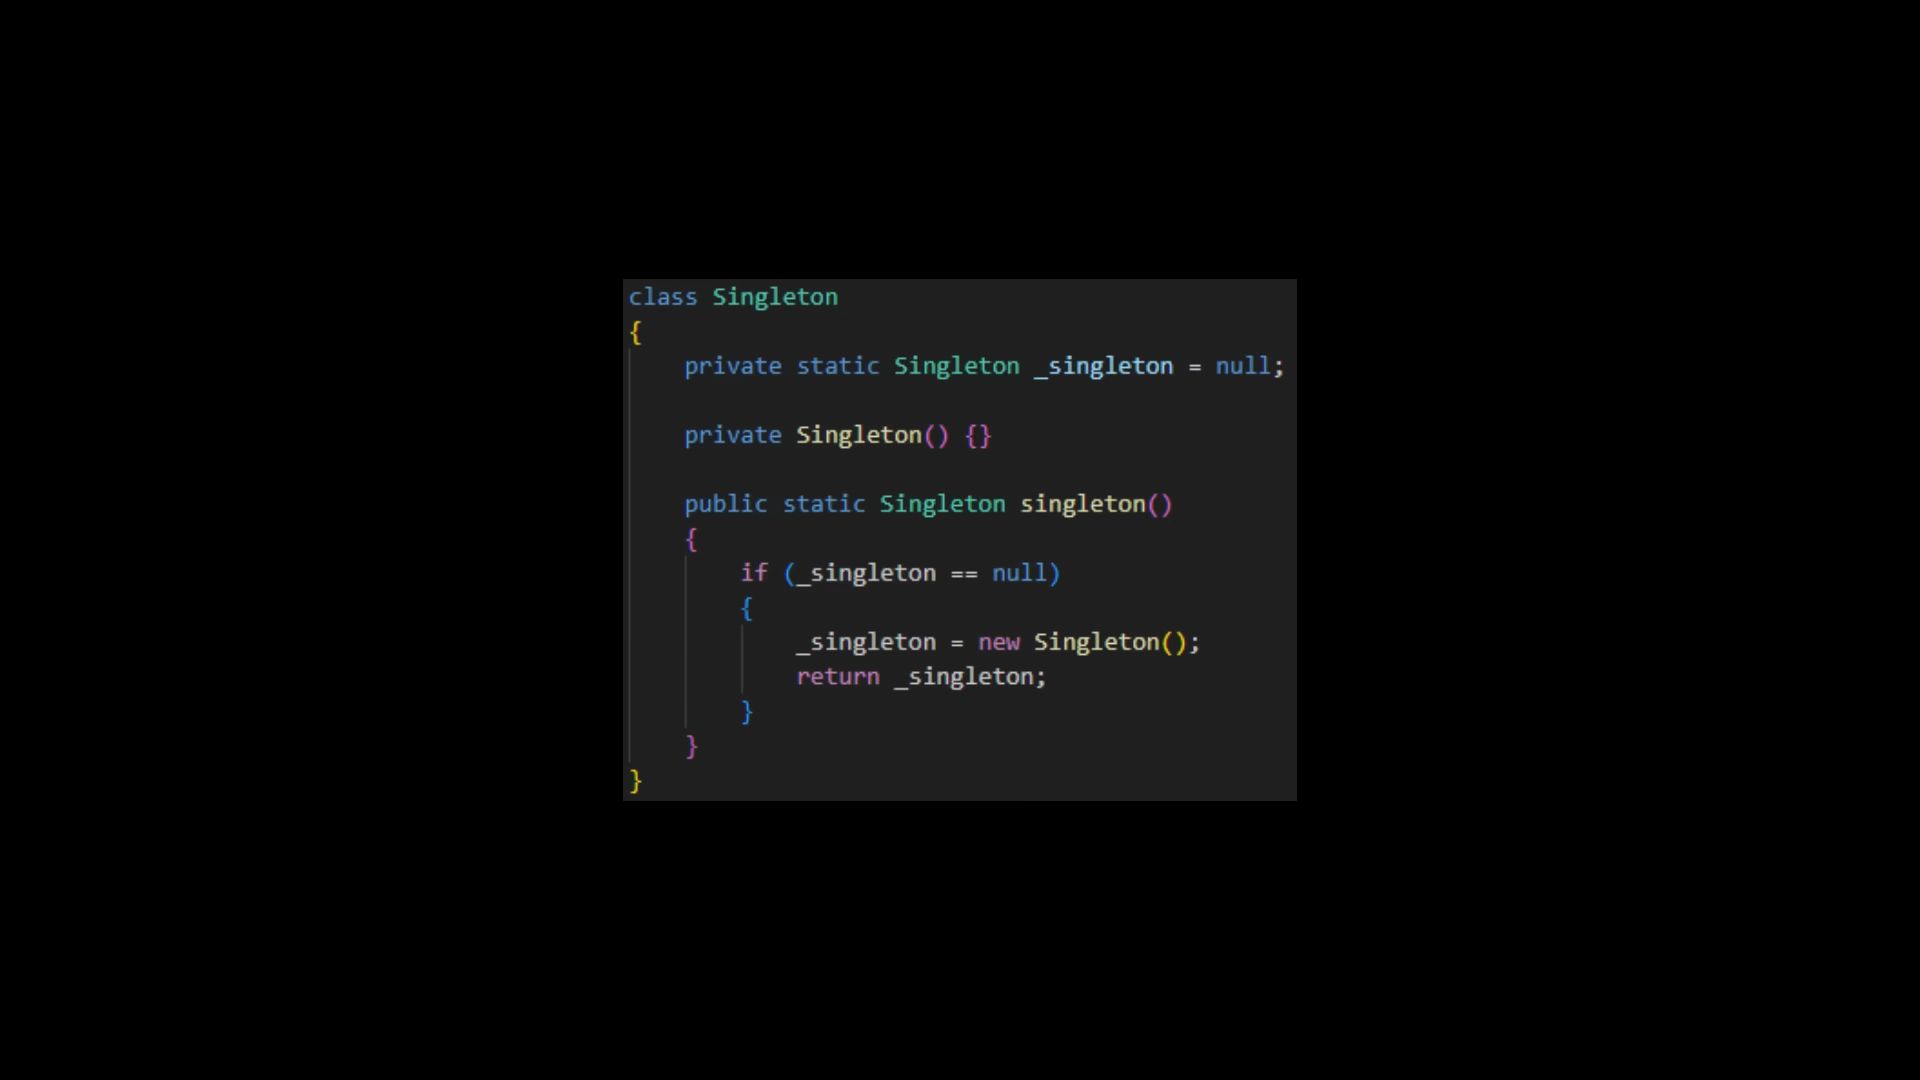 class Singleton
{
private static Singleton _singleton = null;
private Singleton() {}
public static Singleton singleton()
{
if (_singleton == null)
{
_singleton = new Singleton();
return _singleton;
}
}
}